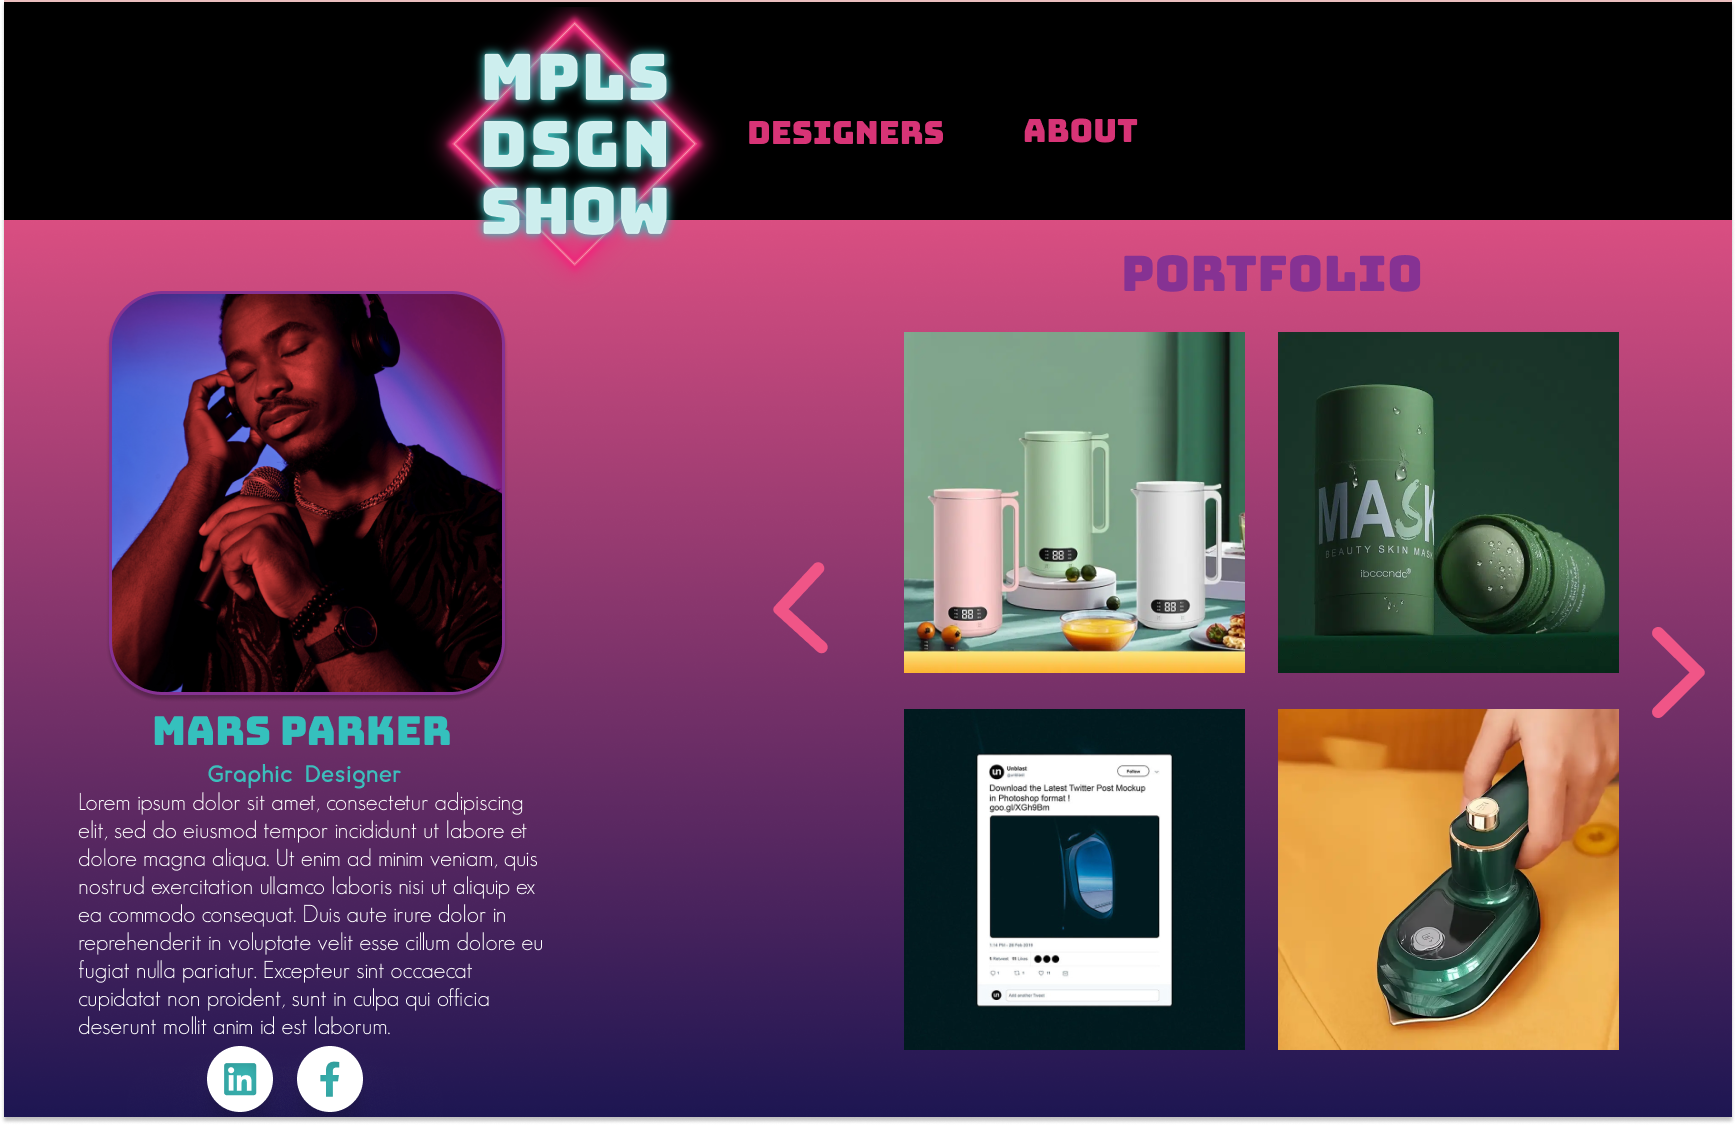 MPLS
DSGN
SHOW
DESIGNERS
ABOUT
PORTFOLIO
MARS PARKER
Graphic Designer
Lorem ipsum dolor sit amet, consectetur adipiscing
elit, sed do eiusmod tempor incididunt ut labore et
dolore magna aliqua. Ut enim ad minim veniam, quis
nostrud exercitation ullamco laboris nisi ut aliquip ex
ea commodo consequat. Duis aute irure dolor in
reprehenderit in voluptate velit esse cillum dolore eu
fugiat nulla pariatur. Excepteur sint occaecat
cupidatat non proident, sunt in culpa qui officia
deserunt mollit anim id est laborum.
in
f
88
88
88
MASK
BEAUTY SKIN MASK
ibcccndc®
un
Unblast
@unblast
Follow
Download the Latest Twitter Post Mockup
in Photoshop format !
goo.gl/XGh9Bm
Add another Tweet